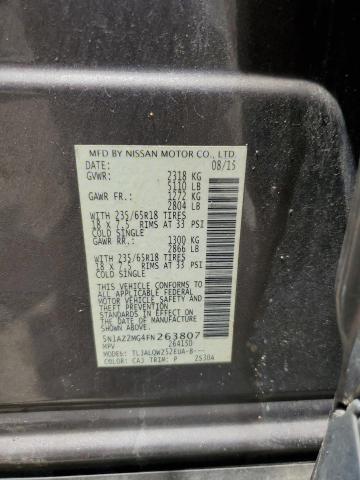 MFD BY NISSAN MOTOR CO., LTD.
DATE: 08/15
GVWR: 2318 KG
5110 LB
GAWR FR.: 1272 KG
2804 LB
WITH 235/65R18 TIRES
18 X 7.5 RIMS AT 33 PSI
COLD SINGLE
GAWR RR.: 1300 KG
2866 LB
WITH 235/65R18 TIRES
18 X 7.5 RIMS AT 33 PSI
COLD SINGLE
THIS VEHICLE CONFORMS TO ALL
APPLICABLE FEDERAL MOTOR
VEHICLE SAFETY, BUMPER, AND
THEFT PREVENTION
STANDARDS IN EFFECT ON THE
DATE OF MANUFACTURE SHOWN
ABOVE.
5N1AZ2MG4FN263807
MPV 26415D
MODEL: TLJALQWZ52EUA-B---
COLOR: CAJ TRIM: P 2530A